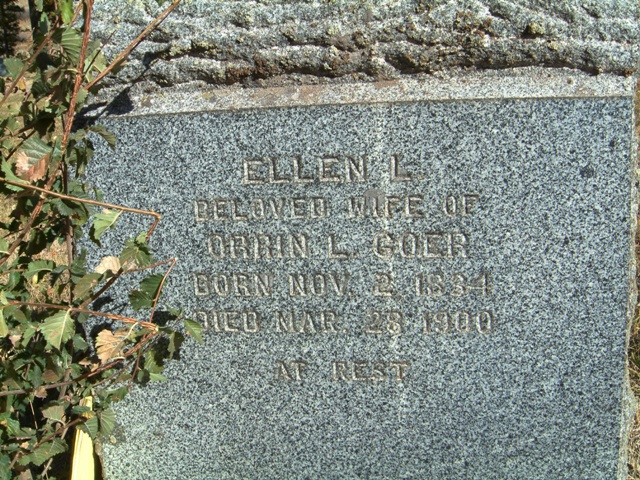 ELLEN L.
BELOVED WIFE OF
ORRIN L. GOER
BORN NOV. 2 1834
DIED MAR. 28 1900
AT REST